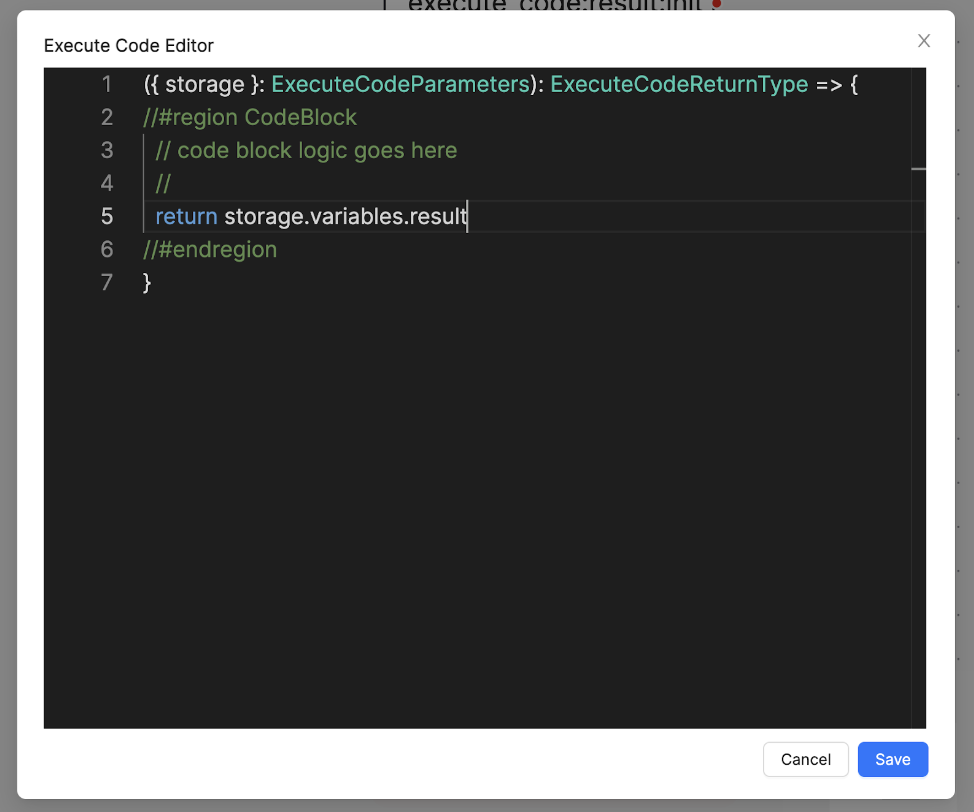 execute_code:result:init
Execute Code Editor
1 ({ storage }: ExecuteCodeParameters): ExecuteCodeReturnType => {
2 //#region CodeBlock
3 // code block logic goes here
4 //
5 return storage.variables.result
6 //#endregion
7 }
Cancel Save